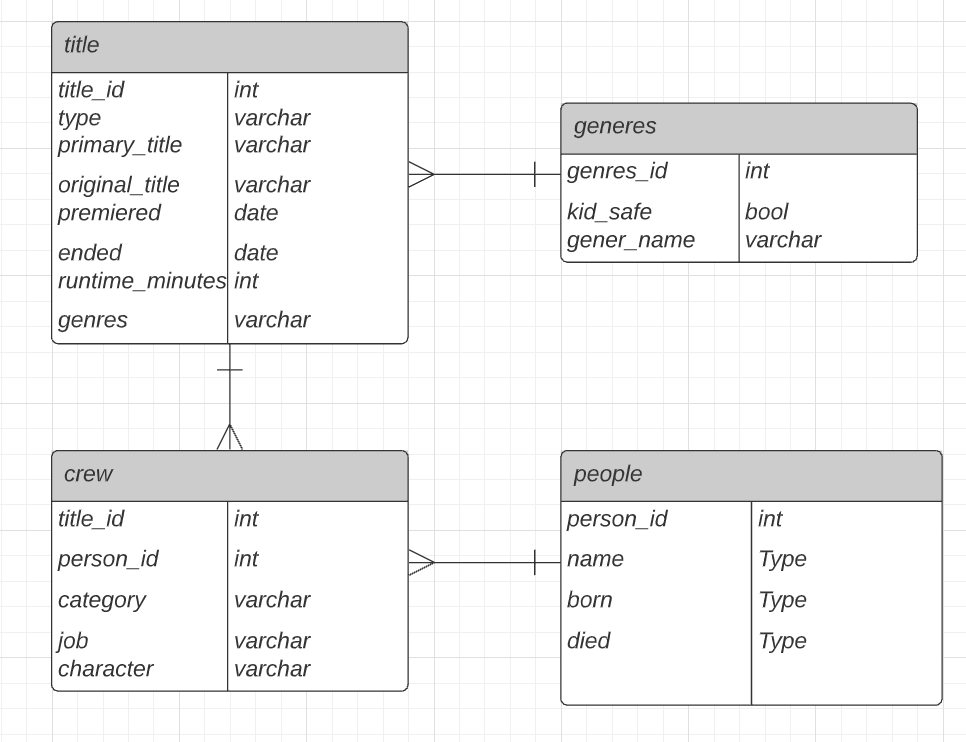 title
title_id int
type varchar
primary_title varchar
original_title varchar
premiered date
ended date
runtime_minutes int
genres varchar
generes
genres_id int
kid_safe bool
gener_name varchar
crew
title_id int
person_id int
category varchar
job varchar
character varchar
people
person_id int
name Type
born Type
died Type